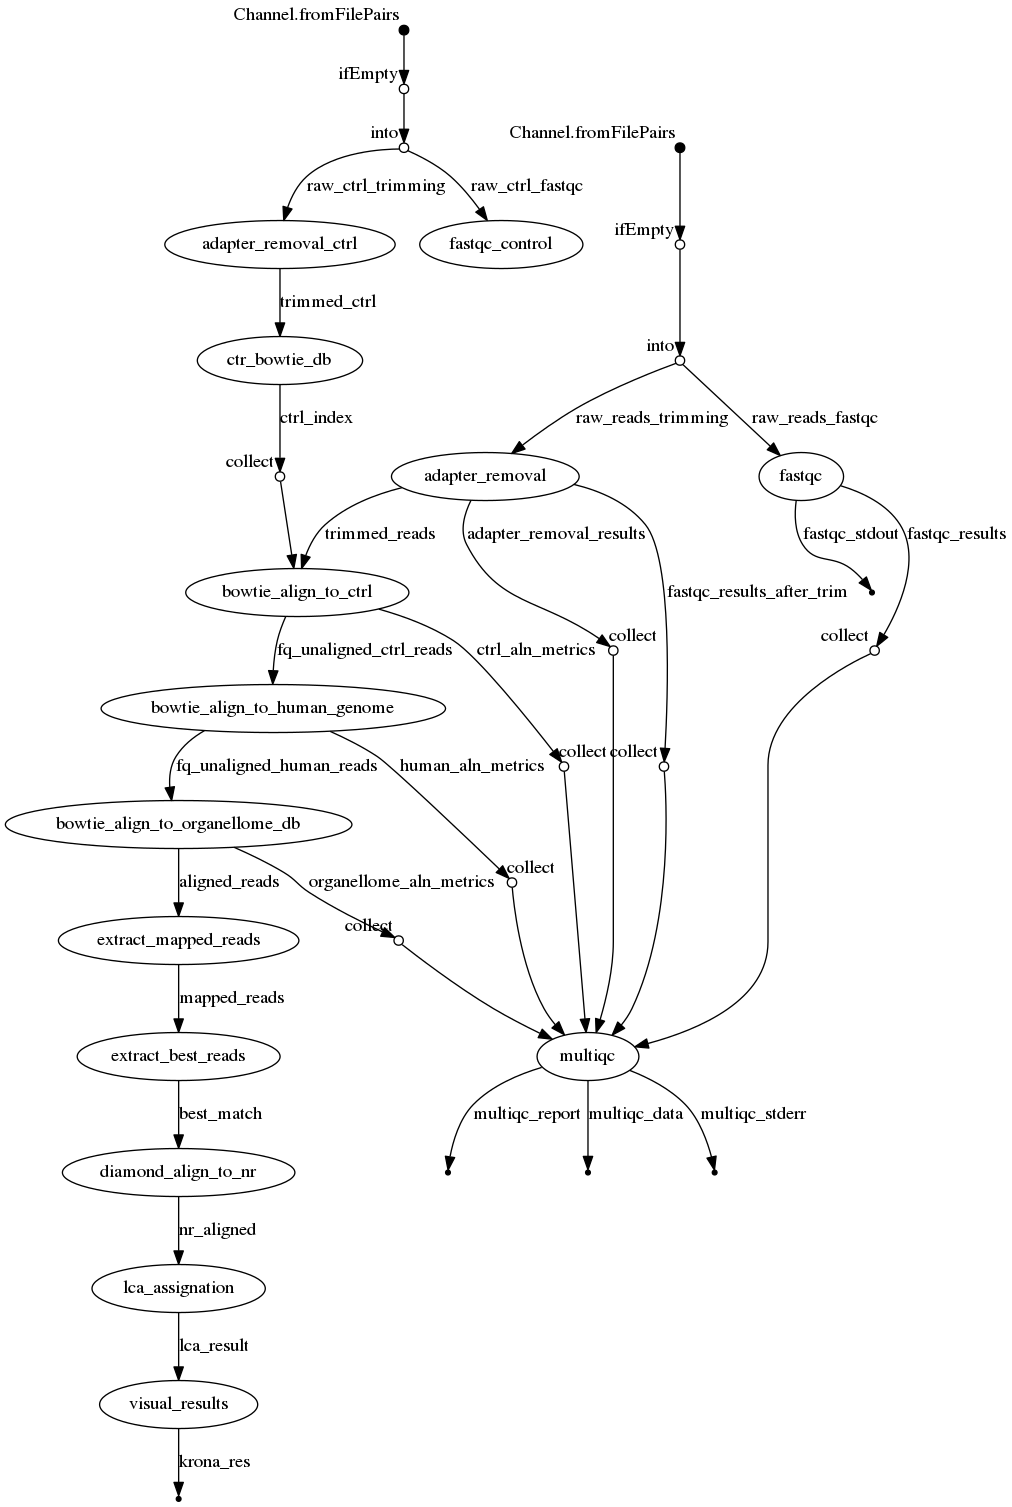 Channel.fromFilePairs
ifEmpty
into
Channel.fromFilePairs
raw_ctrl_trimming
raw_ctrl_fastqc
ifEmpty
adapter_removal_ctrl
fastqc_control
trimmed_ctrl
into
ctr_bowtie_db
ctrl_index
raw_reads_trimming
raw_reads_fastqc
collect
adapter_removal
fastqc
trimmed_reads
adapter_removal_results
fastqc_stdout
fastqc_results
bowtie_align_to_ctrl
fastqc_results_after_trim
collect
collect
fq_unaligned_ctrl_reads
ctrl_aln_metrics
bowtie_align_to_human_genome
collect
collect
fq_unaligned_human_reads
human_aln_metrics
bowtie_align_to_organellome_db
collect
aligned_reads
organellome_aln_metrics
collect
extract_mapped_reads
mapped_reads
extract_best_reads
multiqc
best_match
multiqc_report
multiqc_data
multiqc_stderr
diamond_align_to_nr
nr_aligned
lca_assignation
lca_result
visual_results
krona_res